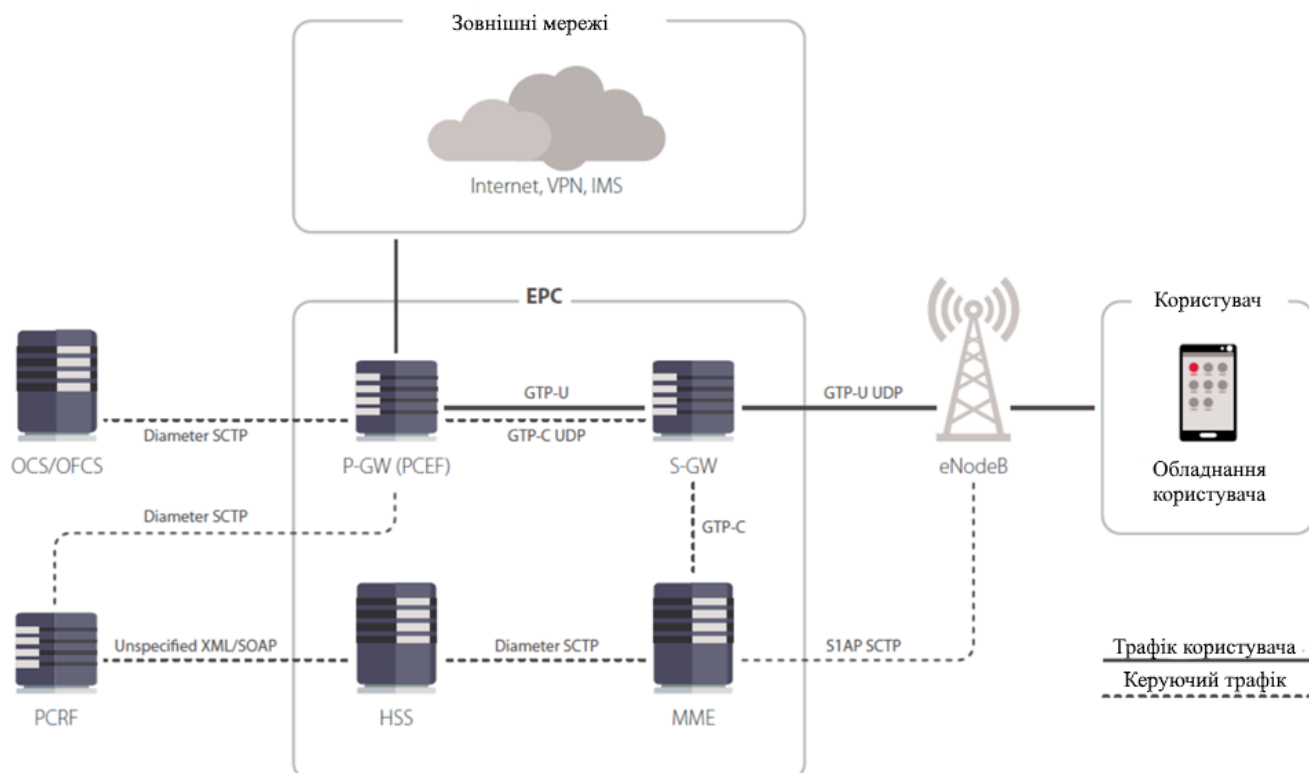 Зовнішні мережі
Internet, VPN, IMS
EPC
Користувач
GTP-U
GTP-U UDP
Diameter SCTP
GTP-C UDP
OCS/OFCS
P-GW (PCEF)
S-GW
eNodeB
Обладнання
користувача
Diameter SCTP
GTP-C
Unspecified XML/SOAP
Diameter SCTP
S1AP SCTP
Трафік користувача
Керуючий трафік
PCRF
HSS
MME